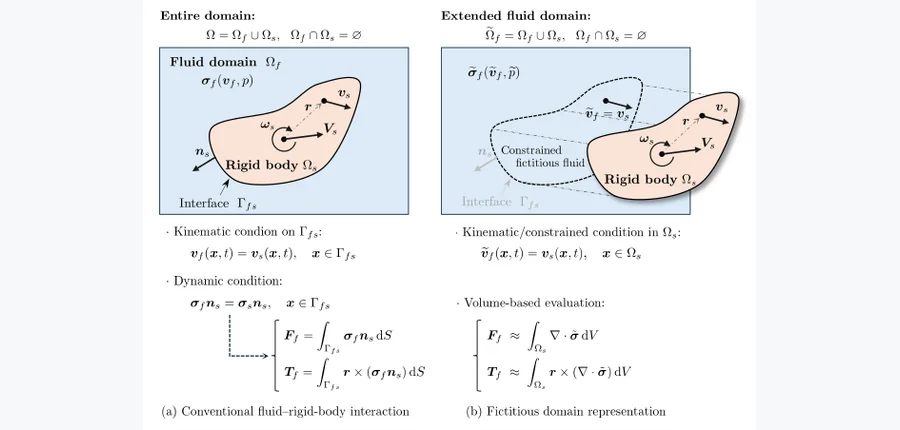 Entire domain:
Ω = Ω_f ∪ Ω_s, Ω_f ∩ Ω_s = ∅
Fluid domain Ω_f
σ_f(v_f, p)
v_s
r
ω_s
V_s
n_s
Rigid body Ω_s
Interface Γ_fs
· Kinematic condion on Γ_fs:
v_f(x, t) = v_s(x, t), x ∈ Γ_fs
· Dynamic condition:
σ_f n_s = σ_s n_s, x ∈ Γ_fs
F_f = ∫_Γ_fs σ_f n_s dS
T_f = ∫_Γ_fs r × (σ_f n_s) dS
(a) Conventional fluid–rigid-body interaction
Extended fluid domain:
Ω̃_f = Ω_f ∪ Ω_s, Ω_f ∩ Ω_s = ∅
σ̃_f(ṽ_f, p̃)
ṽ_f = v_s
v_s
r
ω_s
V_s
n_s
Constrained
fictitious fluid
Rigid body Ω_s
Interface Γ_fs
· Kinematic/constrained condition in Ω_s:
ṽ_f(x, t) = v_s(x, t), x ∈ Ω_s
· Volume-based evaluation:
F_f ≈ ∫_Ω_s ∇ · σ̃ dV
T_f ≈ ∫_Ω_s r × (∇ · σ̃) dV
(b) Fictitious domain representation